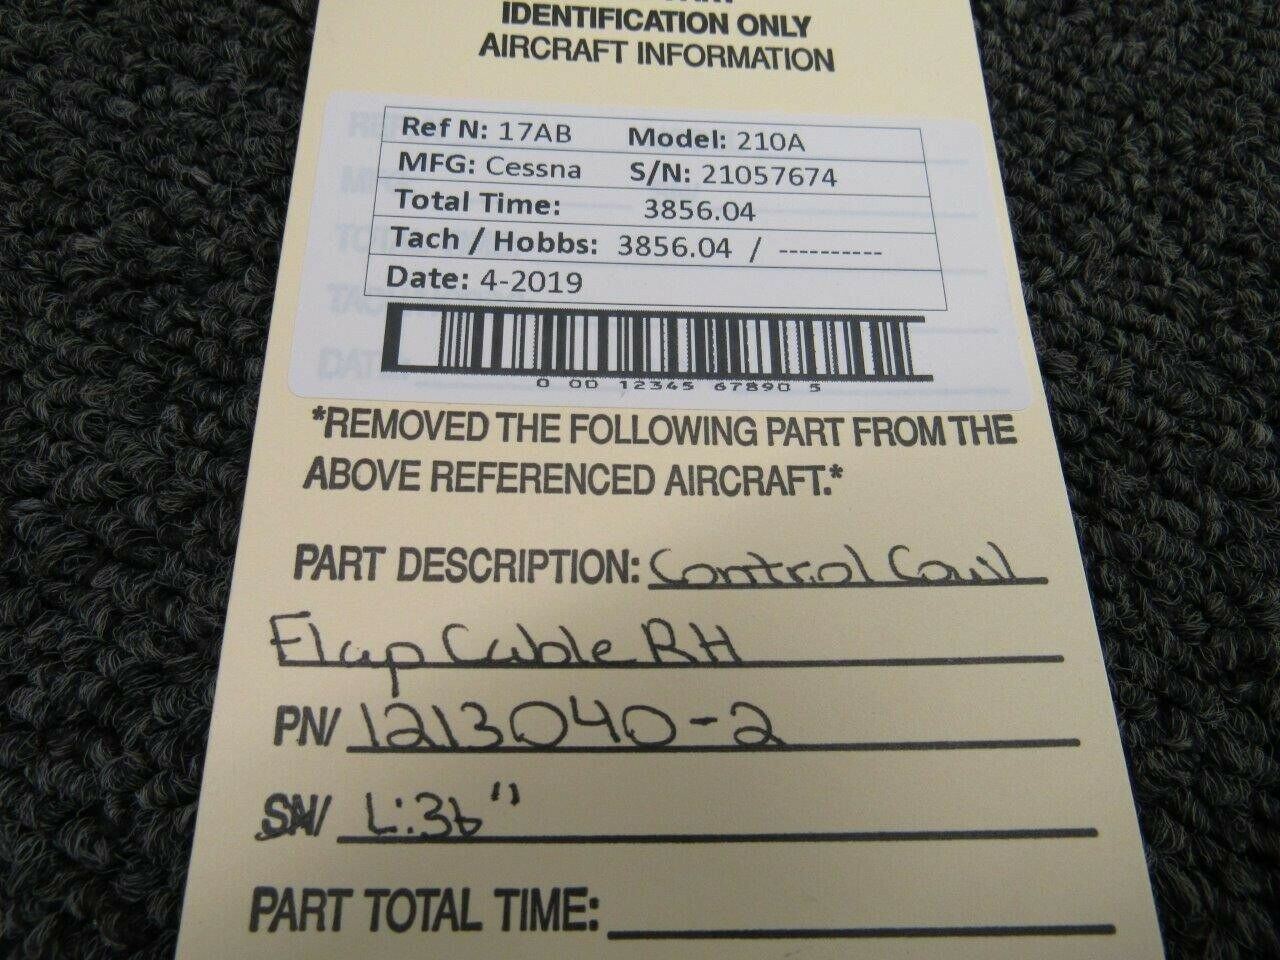 IDENTIFICATION ONLY
AIRCRAFT INFORMATION
Ref N: 17AB Model: 210A
MFG: Cessna S/N: 21057674
Total Time: 3856.04
Tach / Hobbs: 3856.04 / ----------
Date: 4-2019
0 00 12345 67890 5
*REMOVED THE FOLLOWING PART FROM THE
ABOVE REFERENCED AIRCRAFT.*
PART DESCRIPTION: Control Cowl
Flap Cable RH
PN/ 1213040-2
SN/ L:36"
PART TOTAL TIME: